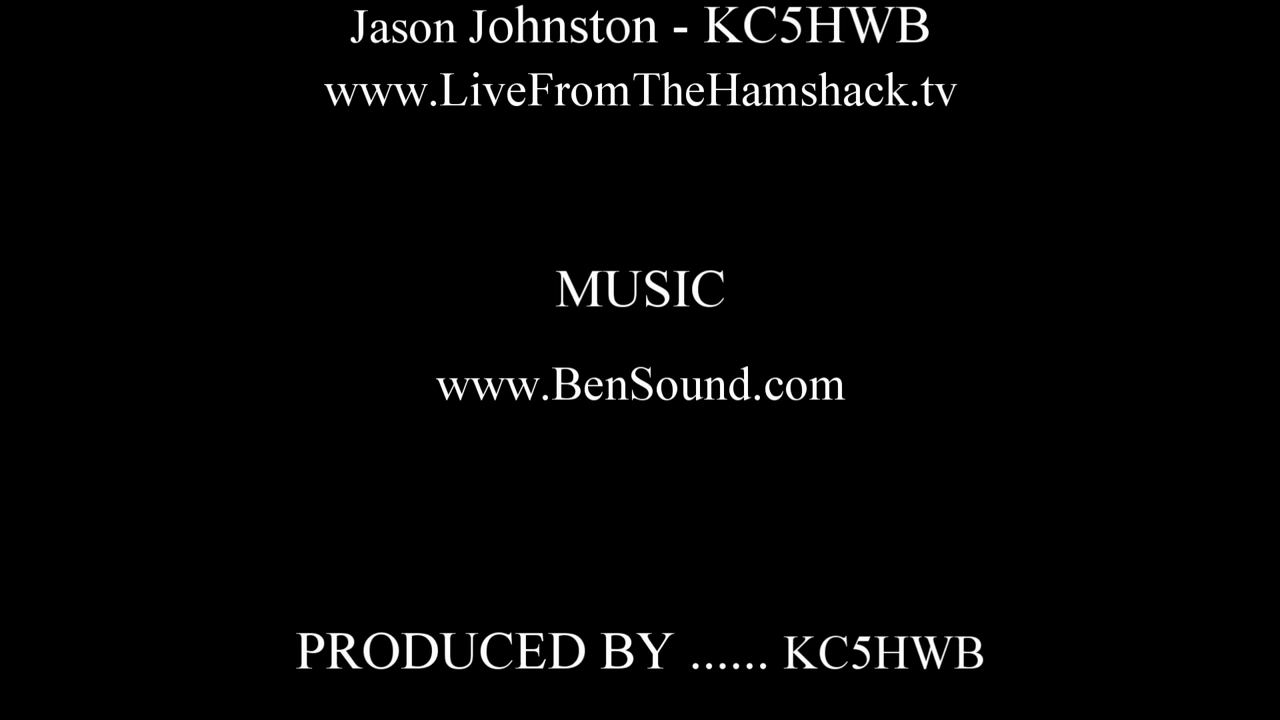 Jason Johnston - KC5HWB
www.LiveFromTheHamshack.tv
MUSIC
www.BenSound.com
PRODUCED BY ...... KC5HWB